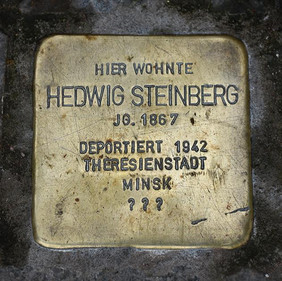 HIER WOHNTE
HEDWIG STEINBERG
JG. 1867
DEPORTIERT 1942
THERESIENSTADT
MINSK
? ? ?